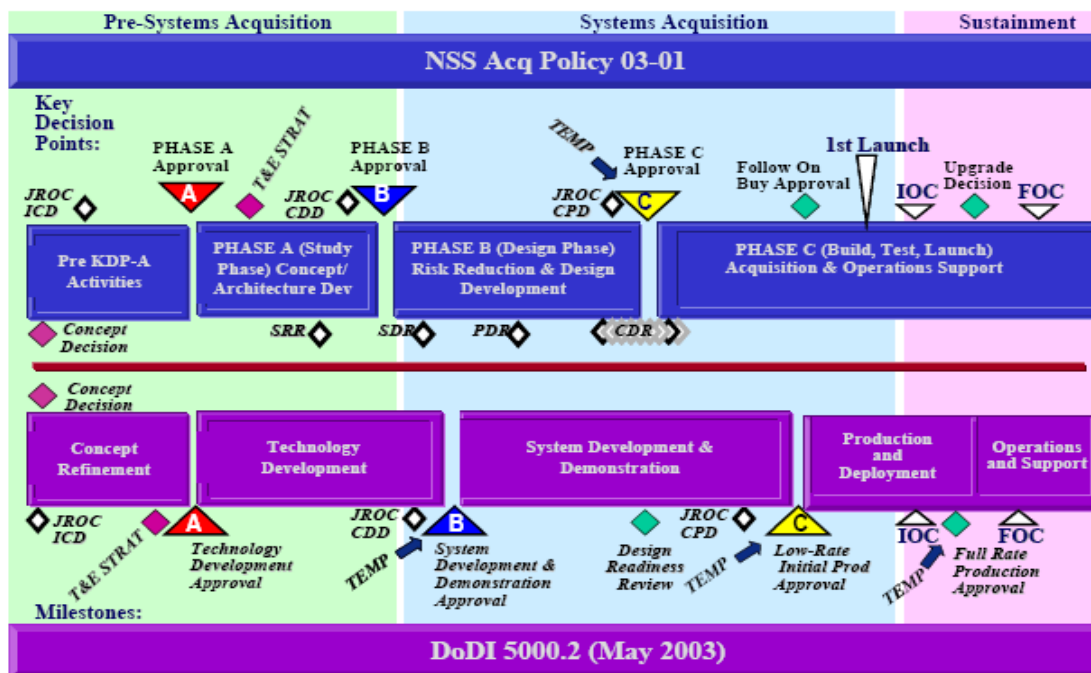 Pre-Systems Acquisition
Systems Acquisition
Sustainment
NSS Acq Policy 03-01
Key
Decision
Points:
JROC
ICD
PHASE A
Approval
A
T&E STRAT
JROC
CDD
PHASE B
Approval
B
TEMP
JROC
CPD
PHASE C
Approval
C
Follow On
Buy Approval
1st Launch
IOC
Upgrade
Decision
FOC
Pre KDP-A
Activities
PHASE A (Study
Phase) Concept/
Architecture Dev
PHASE B (Design Phase)
Risk Reduction & Design
Development
PHASE C (Build, Test, Launch)
Acquisition & Operations Support
Concept
Decision
SRR
SDR
PDR
CDR
Concept
Decision
Concept
Refinement
Technology
Development
System Development &
Demonstration
Production
and
Deployment
Operations
and Support
JROC
ICD
T&E STRAT
A
Technology
Development
Approval
JROC
CDD
TEMP
B
System
Development &
Demonstration
Approval
Design
Readiness
Review
JROC
CPD
TEMP
C
Low-Rate
Initial Prod
Approval
IOC
TEMP
Full Rate
Production
Approval
FOC
Milestones:
DoDI 5000.2 (May 2003)